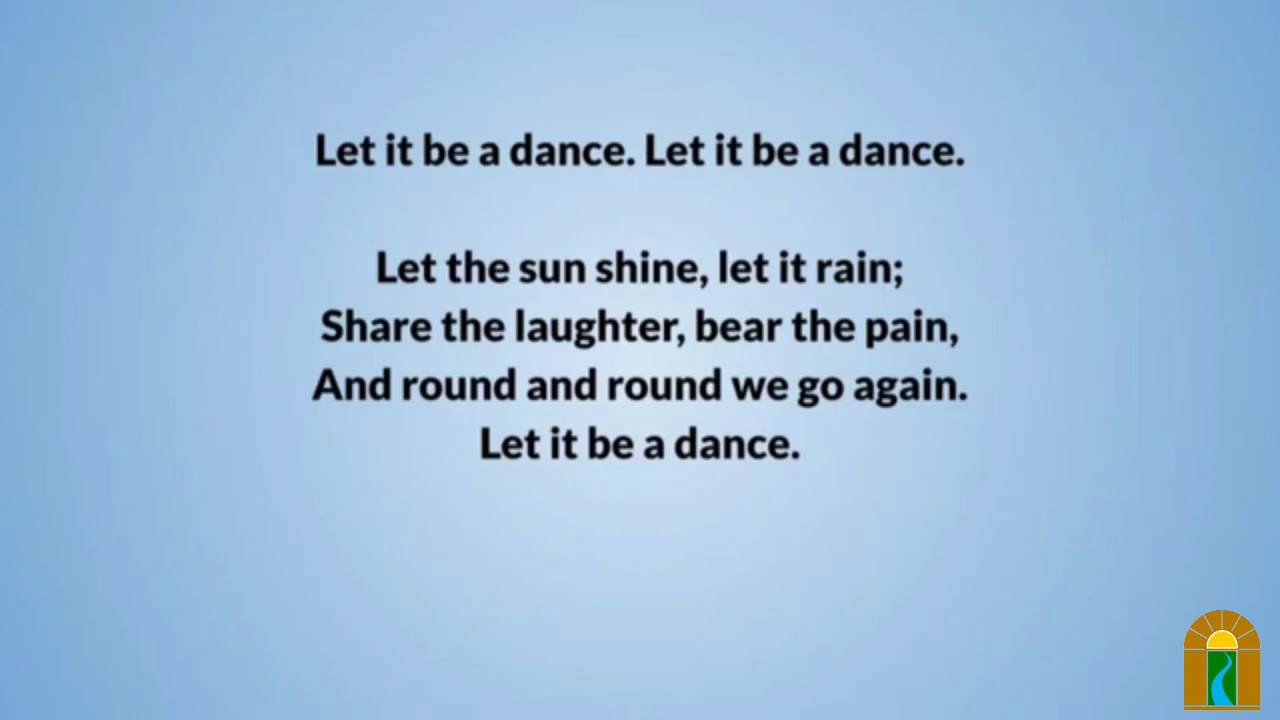 Let it be a dance. Let it be a dance.
Let the sun shine, let it rain;
Share the laughter, bear the pain,
And round and round we go again.
Let it be a dance.